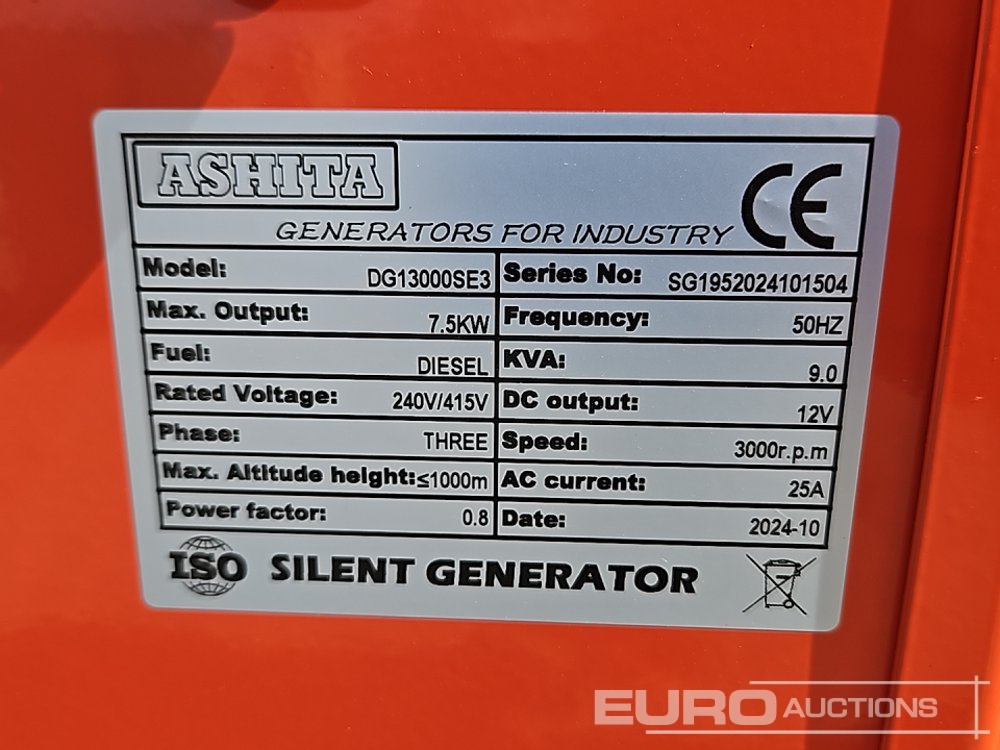 ASHITA
CE
GENERATORS FOR INDUSTRY
Model: DG13000SE3 Series No: SG1952024101504
Max. Output: 7.5KW Frequency: 50HZ
Fuel: DIESEL KVA: 9.0
Rated Voltage: 240V/415V DC output: 12V
Phase: THREE Speed: 3000r.p.m
Max. Altitude height:≤1000m AC current: 25A
Power factor: 0.8 Date: 2024-10
ISO SILENT GENERATOR
EURO AUCTIONS